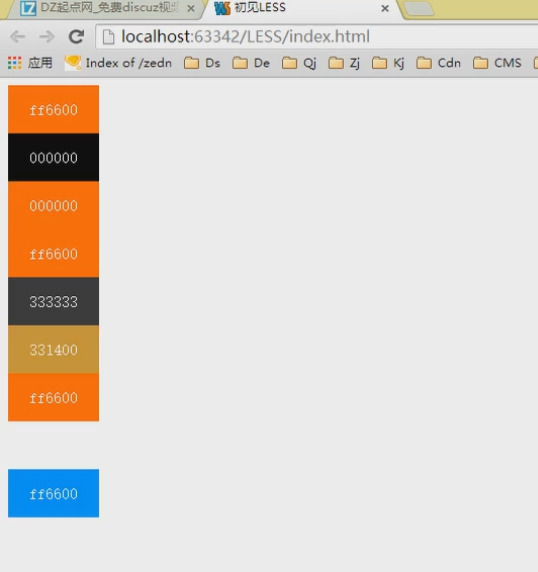 DZ起点网_免费discuz视频
初见LESS
localhost:63342/LESS/index.html
应用 Index of /zedn Ds De Qj Zj Kj Cdn CMS
ff6600
000000
000000
ff6600
333333
331400
ff6600
ff6600